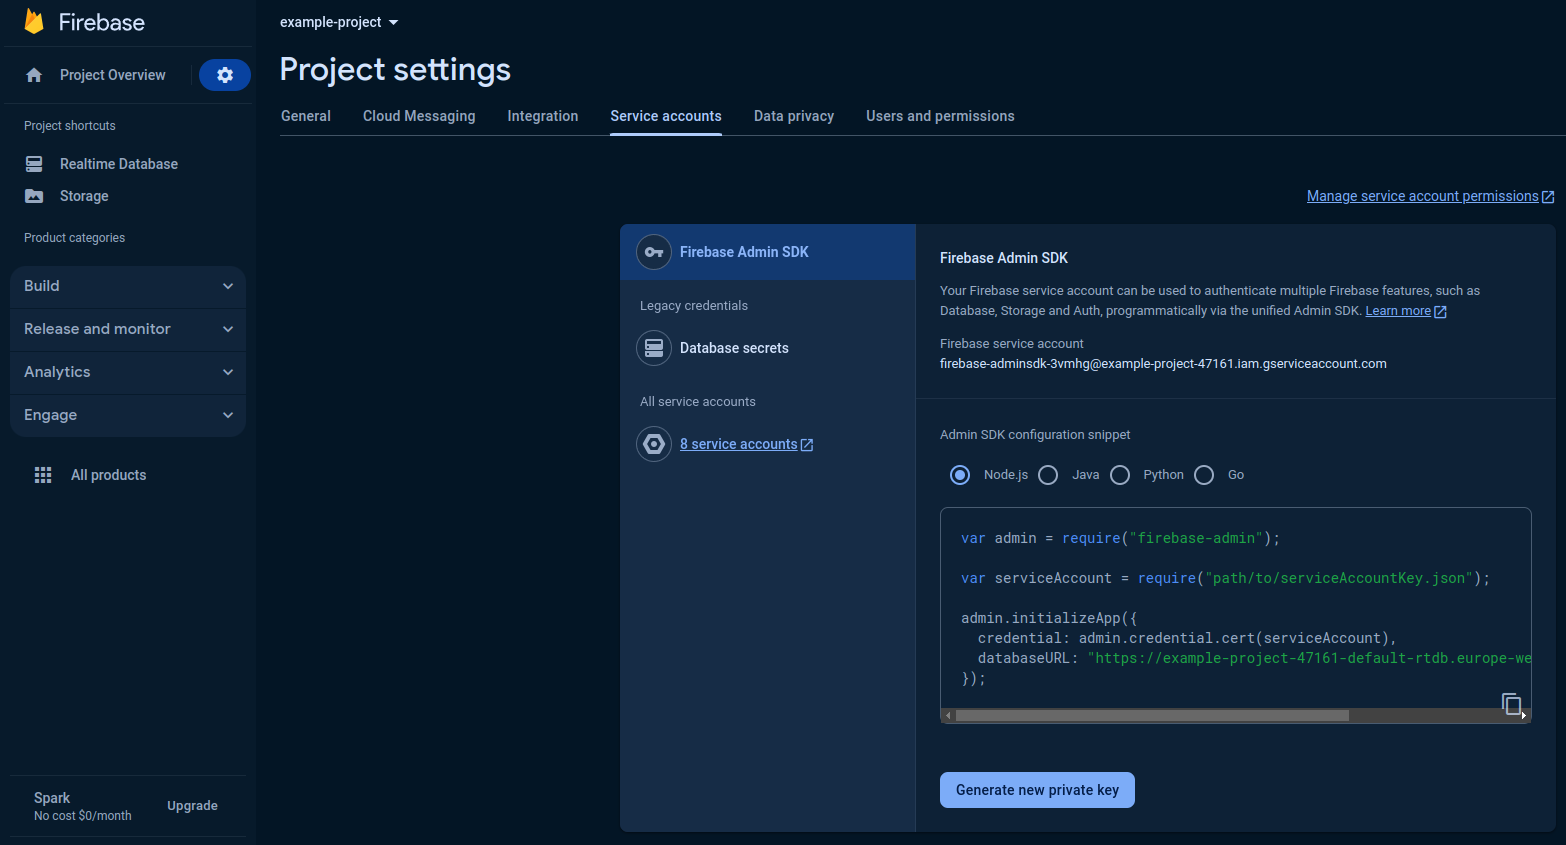 Firebase
Project Overview
Project shortcuts
Realtime Database
Storage
Product categories
Build
Release and monitor
Analytics
Engage
All products
Spark
No cost $0/month
Upgrade
example-project
Project settings
General
Cloud Messaging
Integration
Service accounts
Data privacy
Users and permissions
Manage service account permissions
Firebase Admin SDK
Legacy credentials
Database secrets
All service accounts
8 service accounts
Firebase Admin SDK
Your Firebase service account can be used to authenticate multiple Firebase features, such as
Database, Storage and Auth, programmatically via the unified Admin SDK. Learn more
Firebase service account
firebase-adminsdk-3vmhg@example-project-47161.iam.gserviceaccount.com
Admin SDK configuration snippet
Node.js
Java
Python
Go
var admin = require("firebase-admin");
var serviceAccount = require("path/to/serviceAccountKey.json");
admin.initializeApp({
  credential: admin.credential.cert(serviceAccount),
  databaseURL: "https://example-project-47161-default-rtdb.europe-we
});
Generate new private key